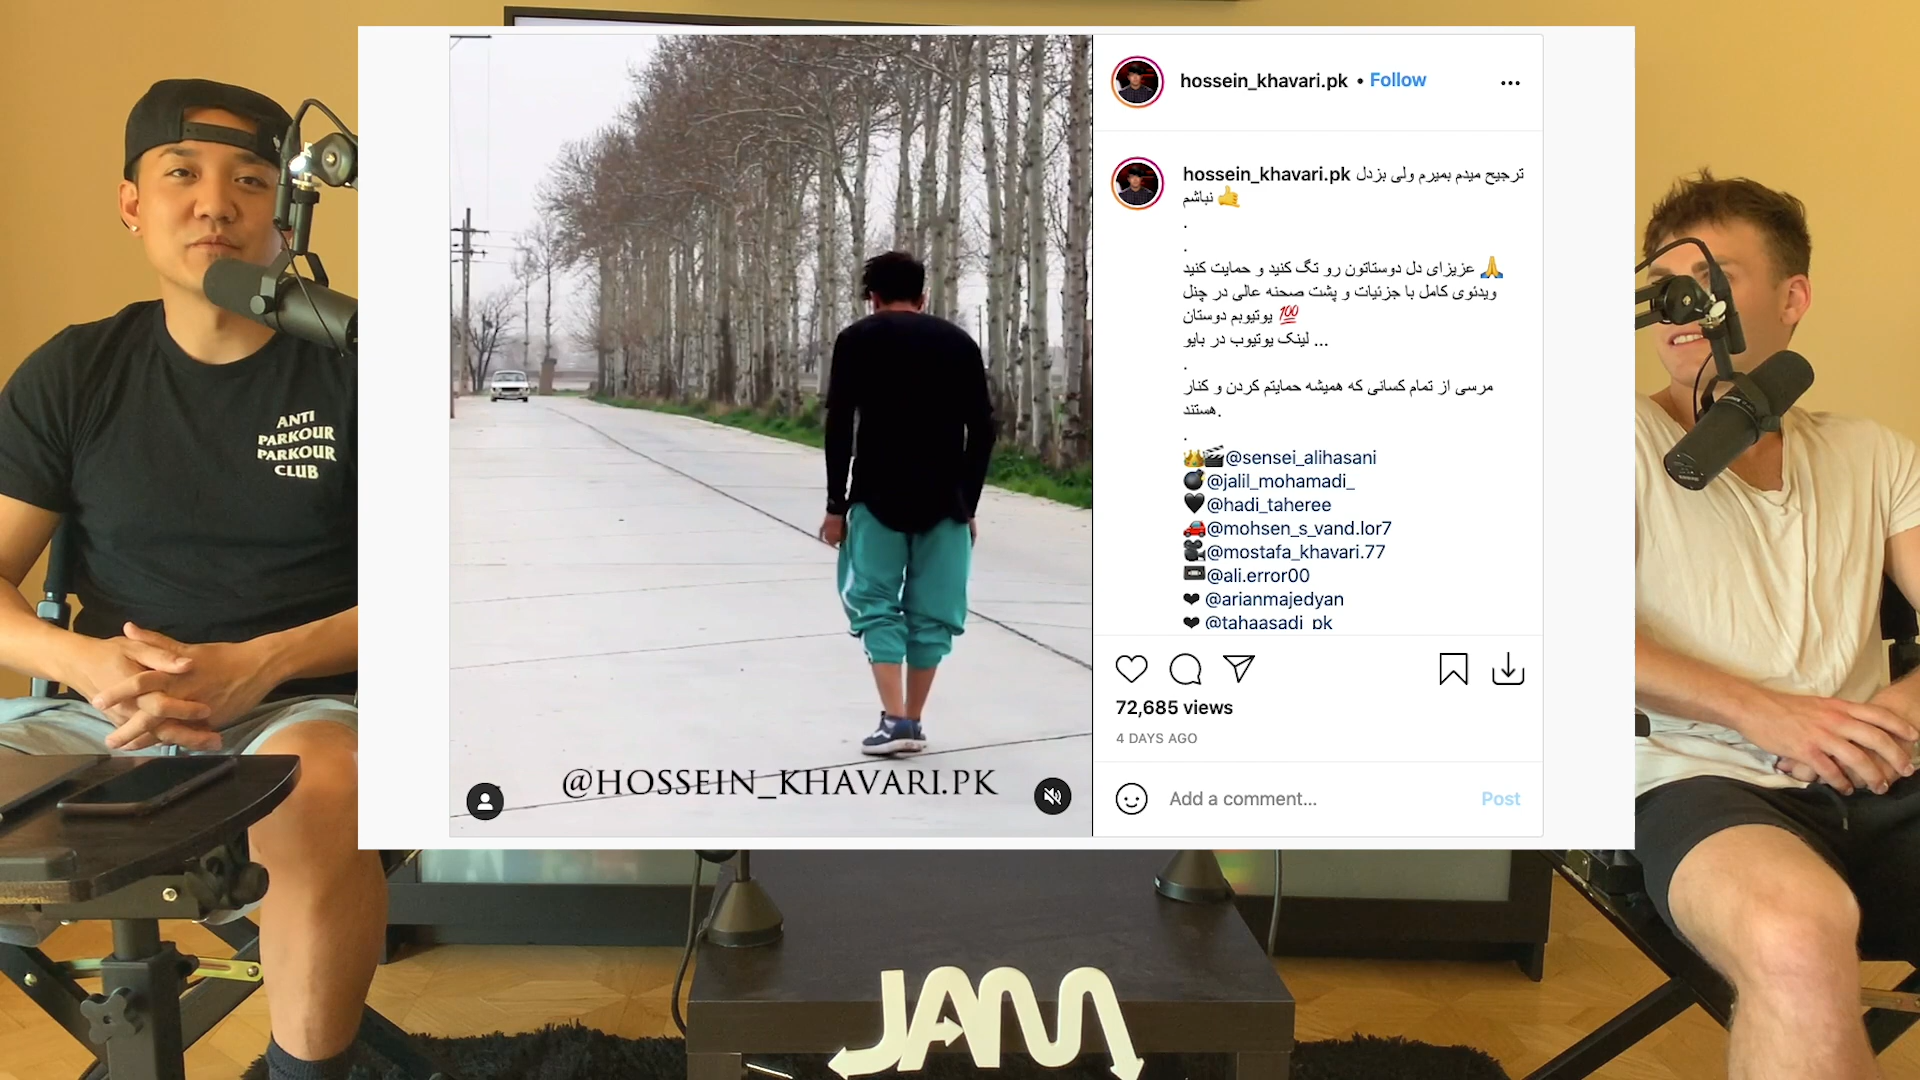 ANTI
PARKOUR
PARKOUR
CLUB
@HOSSEIN_KHAVARI.PK
hossein_khavari.pk • Follow
hossein_khavari.pk ترجیح میدم بمیرم ولی بزدل
نباشم 🤙
.
.
عزیزای دل دوستاتون رو تگ کنید و حمایت کنید 🙏
ویدئوی کامل با جزئیات و پشت صحنه عالی در چنل
یوتیوبم دوستان 💯
لینک یوتیوب در بایو ...
.
مرسی از تمام کسانی که همیشه حمایتم کردن و کنار
هستند.
.
👑🎬@sensei_alihasani
💣@jalil_mohamadi_
🖤@hadi_taheree
🚗@mohsen_s_vand.lor7
🎥@mostafa_khavari.77
📼@ali.error00
❤ @arianmajedyan
❤ @tahaasadi_pk
72,685 views
4 DAYS AGO
Add a comment...
Post
JAM